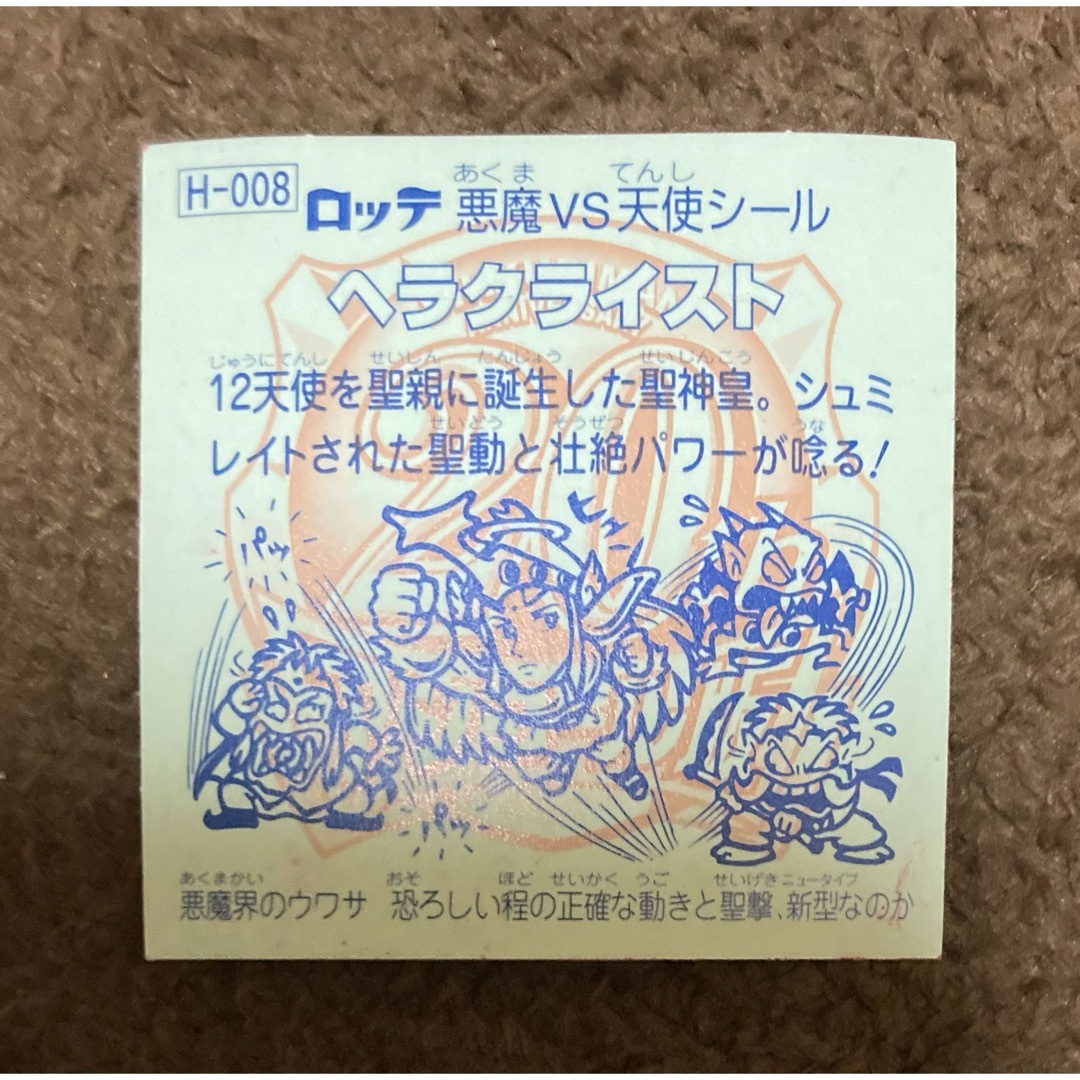 H-008
あくま てんし
ロッテ 悪魔VS天使シール
ヘラクライスト
じゅうにてんし せいしん たんじょう せいしんこう
12天使を聖親に誕生した聖神皇。シュミ
せいどう そうぜつ うな
レイトされた聖動と壮絶パワーが唸る!
20
パッ
ヒュ
パッ
あくまかい おそ ほど せいかく うご せいげき ニュータイプ
悪魔界のウワサ 恐ろしい程の正確な動きと聖撃、新型なのか